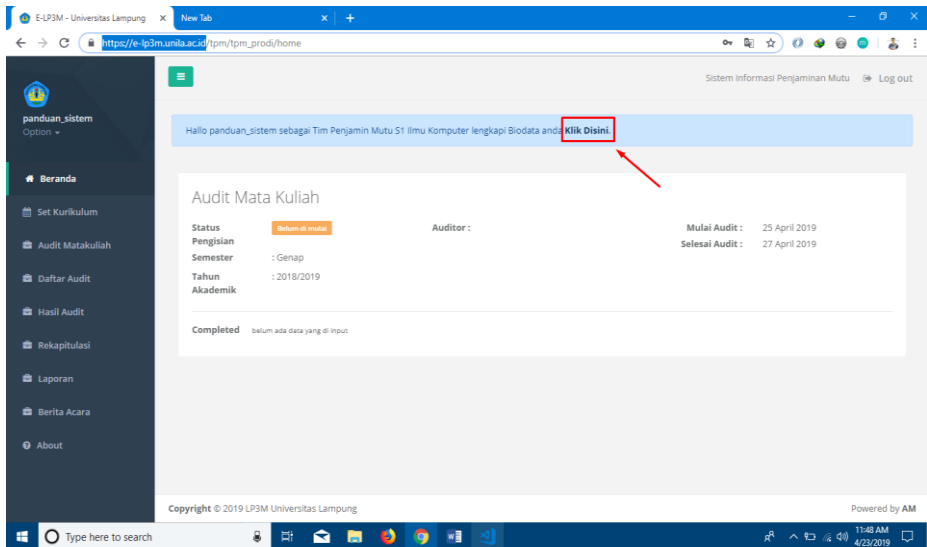 E-LP3M - Universitas Lampung
New Tab
https://e-lp3m.unila.ac.id/tpm/tpm_prodi/home
Sistem Informasi Penjaminan Mutu Log out
panduan_sistem
Option
Hallo panduan_sistem sebagai Tim Penjamin Mutu S1 Ilmu Komputer lengkapi Biodata anda Klik Disini.
Beranda
Set Kurikulum
Audit Matakuliah
Daftar Audit
Hasil Audit
Rekapitulasi
Laporan
Berita Acara
About
Audit Mata Kuliah
Status Pengisian Belum di mulai
Semester : Genap
Tahun Akademik : 2018/2019
Auditor :
Mulai Audit : 25 April 2019
Selesai Audit : 27 April 2019
Completed belum ada data yang di input
Copyright © 2019 LP3M Universitas Lampung
Powered by AM
Type here to search
11:48 AM
4/23/2019